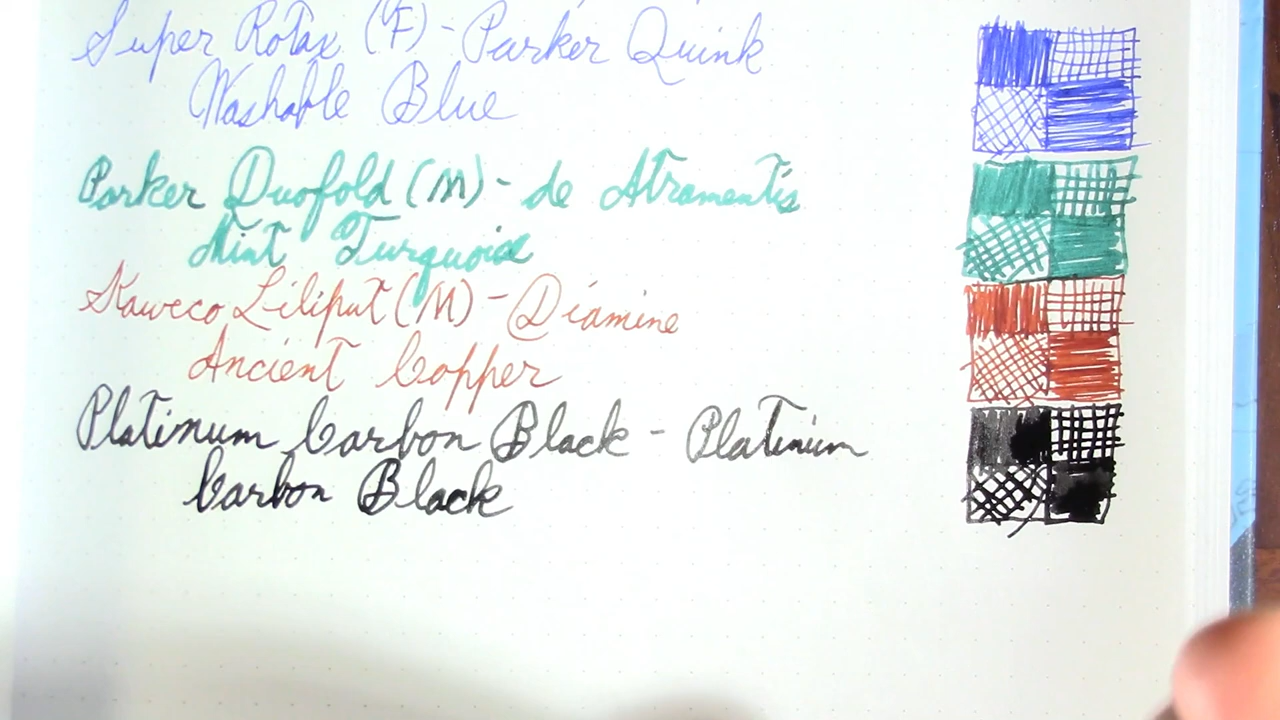 Super Rotax (F) - Parker Quink
Washable Blue
Parker Duofold (M) - de Atramentis
Mint Turquoise
Kaweco Liliput (M) - Diamine
Ancient Copper
Platinum Carbon Black - Platinum
Carbon Black